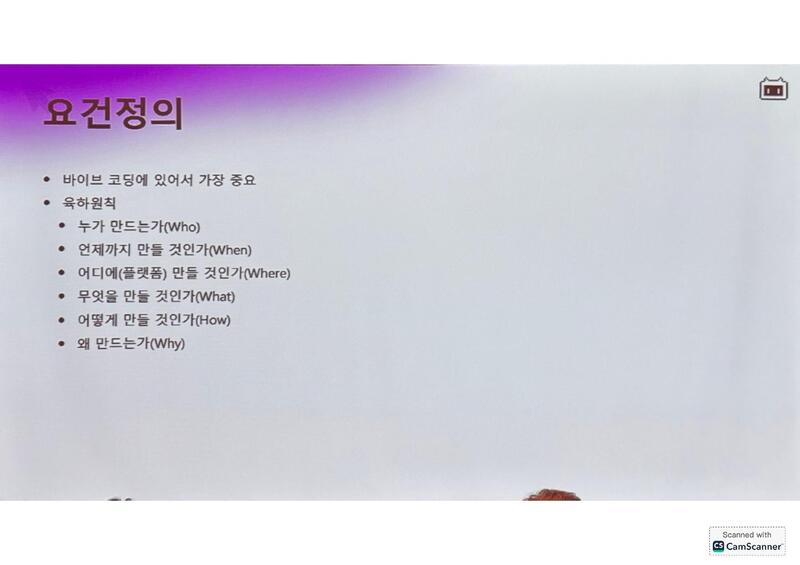 요건정의
• 바이브 코딩에 있어서 가장 중요
• 육하원칙
• 누가 만드는가(Who)
• 언제까지 만들 것인가(When)
• 어디에(플랫폼) 만들 것인가(Where)
• 무엇을 만들 것인가(What)
• 어떻게 만들 것인가(How)
• 왜 만드는가(Why)
Scanned with
CS CamScanner